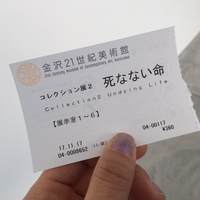 金沢21世紀美術館
21st Century Museum of Contemporary Art, Kanazawa
コレクション展2 死なない命
Collection2 Undying Life
【展示室1～6】
17.11.17
04-0000652
04-00117
¥360